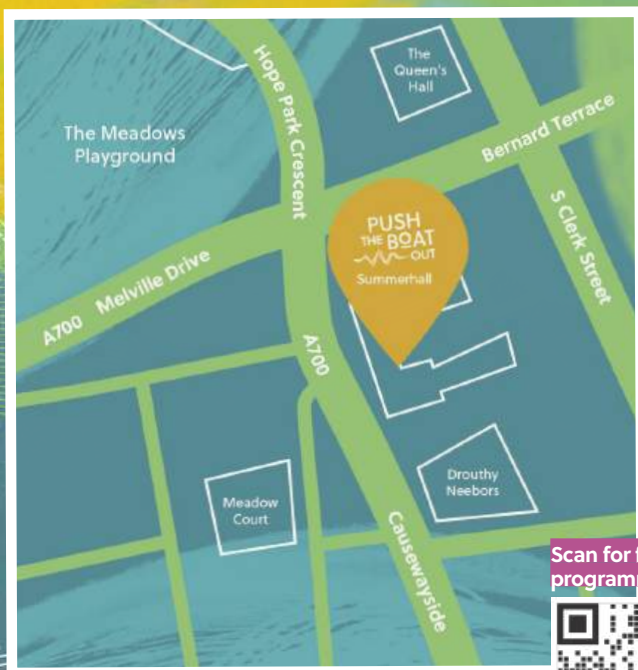 The
Queen's
Hall
Hope Park Crescent
The Meadows
Playground
Bernard Terrace
PUSH
THE BOAT
OUT
Summerhall
S Clerk Street
A700 Melville Drive
A700
Drouthy
Neebors
Meadow
Court
Causewayside
Scan for